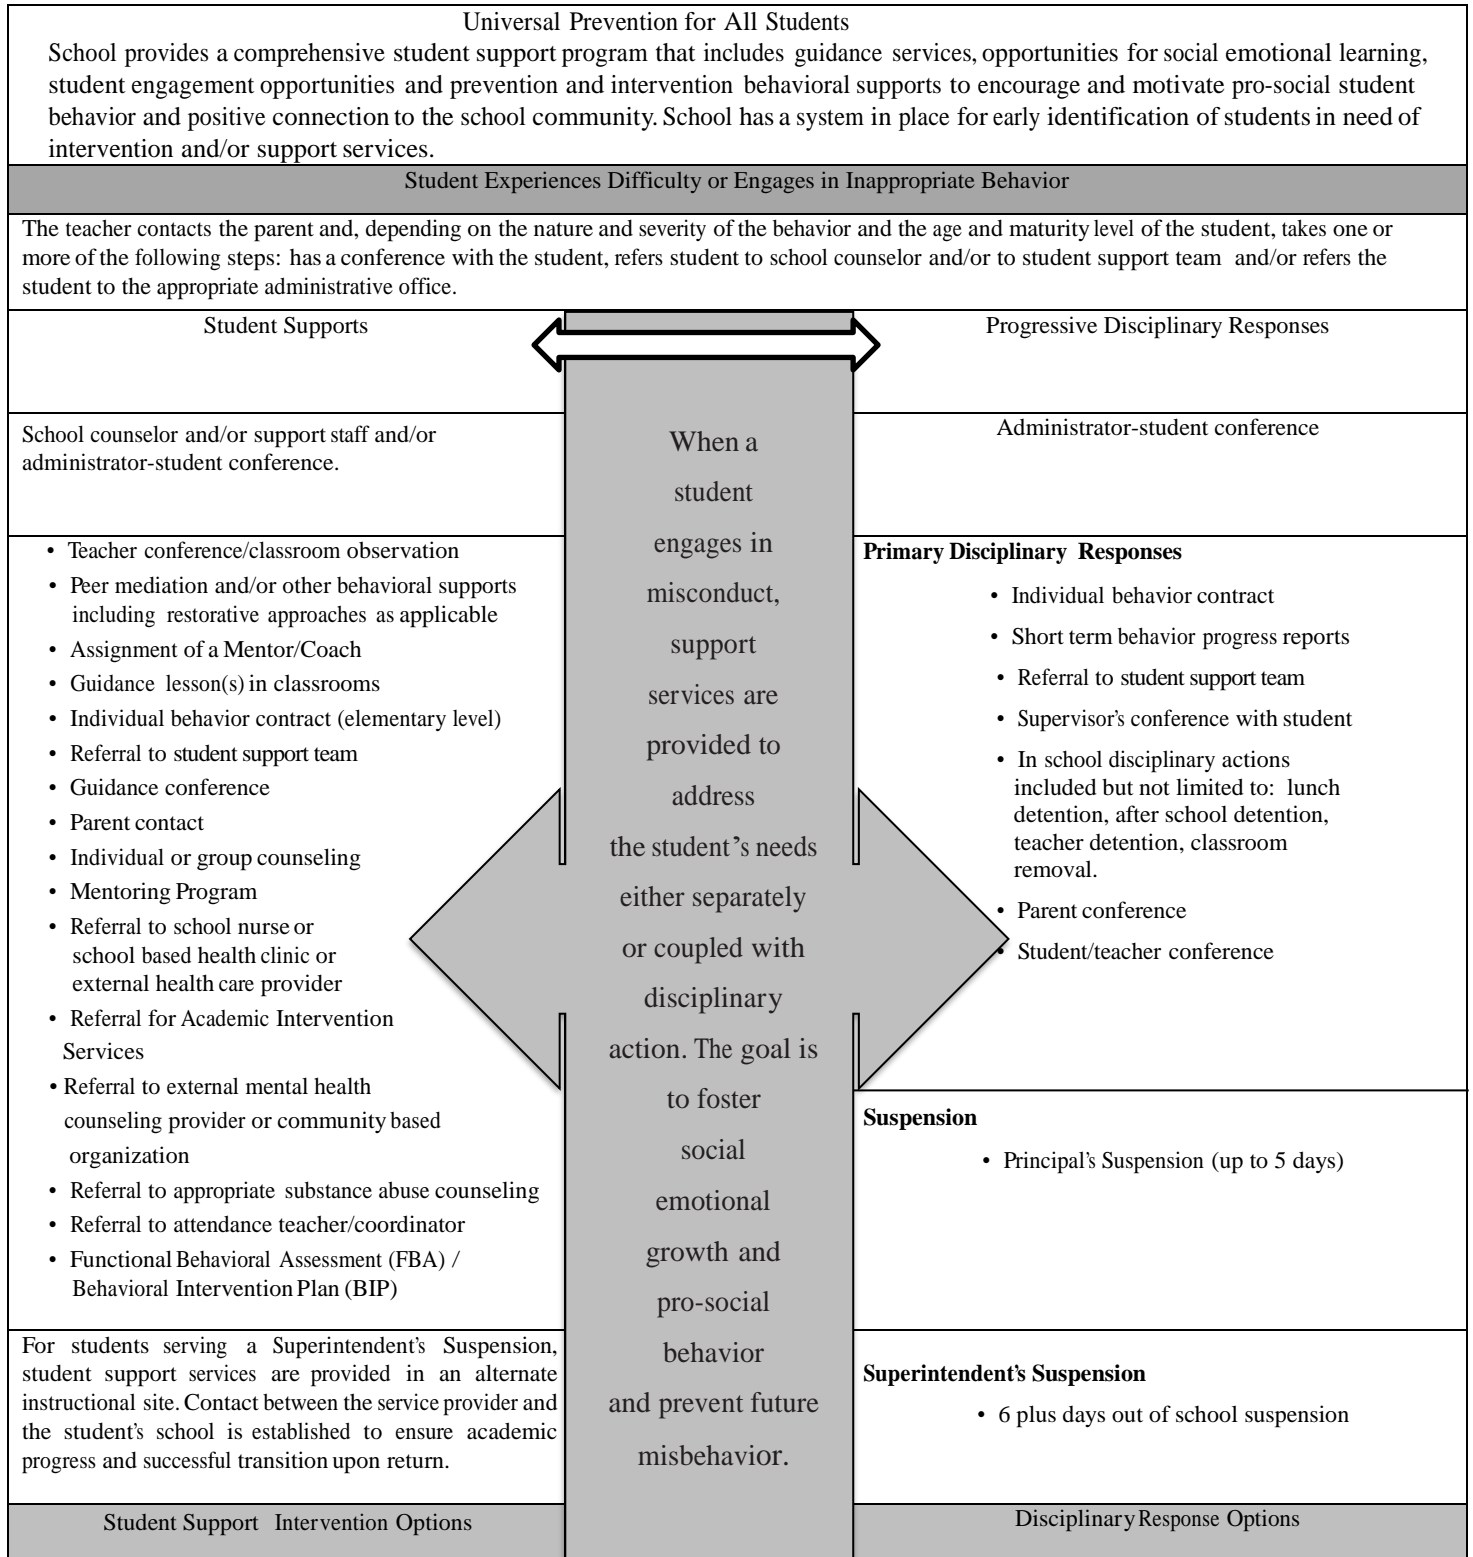 Universal Prevention for All Students
School provides a comprehensive student support program that includes guidance services, opportunities for social emotional learning,
student engagement opportunities and prevention and intervention behavioral supports to encourage and motivate pro-social student
behavior and positive connection to the school community. School has a system in place for early identification of students in need of
intervention and/or support services.
Student Experiences Difficulty or Engages in Inappropriate Behavior
The teacher contacts the parent and, depending on the nature and severity of the behavior and the age and maturity level of the student, takes one or
more of the following steps: has a conference with the student, refers student to school counselor and/or to student support team and/or refers the
student to the appropriate administrative office.
Student Supports
School counselor and/or support staff and/or
administrator-student conference.
• Teacher conference/classroom observation
• Peer mediation and/or other behavioral supports
including restorative approaches as applicable
• Assignment of a Mentor/Coach
• Guidance lesson(s) in classrooms
• Individual behavior contract (elementary level)
• Referral to student support team
• Guidance conference
• Parent contact
• Individual or group counseling
• Mentoring Program
• Referral to school nurse or
school based health clinic or
external health care provider
• Referral for Academic Intervention
Services
• Referral to external mental health
counseling provider or community based
organization
• Referral to appropriate substance abuse counseling
• Referral to attendance teacher/coordinator
• Functional Behavioral Assessment (FBA) /
Behavioral Intervention Plan (BIP)
For students serving a Superintendent's Suspension,
student support services are provided in an alternate
instructional site. Contact between the service provider and
the student's school is established to ensure academic
progress and successful transition upon return.
Student Support Intervention Options
When a
student
engages in
misconduct,
support
services are
provided to
address
the student's needs
either separately
or coupled with
disciplinary
action. The goal is
to foster
social
emotional
growth and
pro-social
behavior
and prevent future
misbehavior.
Progressive Disciplinary Responses
Administrator-student conference
Primary Disciplinary Responses
• Individual behavior contract
• Short term behavior progress reports
• Referral to student support team
• Supervisor's conference with student
• In school disciplinary actions
included but not limited to: lunch
detention, after school detention,
teacher detention, classroom
removal.
• Parent conference
• Student/teacher conference
Suspension
• Principal's Suspension (up to 5 days)
Superintendent's Suspension
• 6 plus days out of school suspension
Disciplinary Response Options